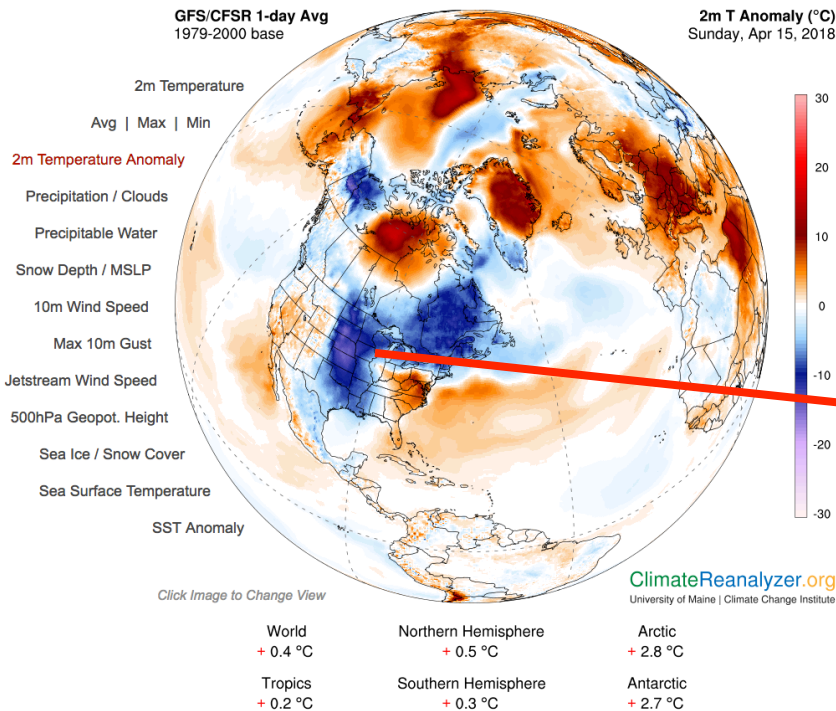 GFS/CFSR 1-day Avg
1979-2000 base
2m T Anomaly (°C)
Sunday, Apr 15, 2018
2m Temperature
Avg | Max | Min
2m Temperature Anomaly
Precipitation / Clouds
Precipitable Water
Snow Depth / MSLP
10m Wind Speed
Max 10m Gust
Jetstream Wind Speed
500hPa Geopot. Height
Sea Ice / Snow Cover
Sea Surface Temperature
SST Anomaly
30
20
10
0
-10
-20
-30
Click Image to Change View
ClimateReanalyzer.org
University of Maine | Climate Change Institute
World
+ 0.4 °C
Northern Hemisphere
+ 0.5 °C
Arctic
+ 2.8 °C
Tropics
+ 0.2 °C
Southern Hemisphere
+ 0.3 °C
Antarctic
+ 2.7 °C